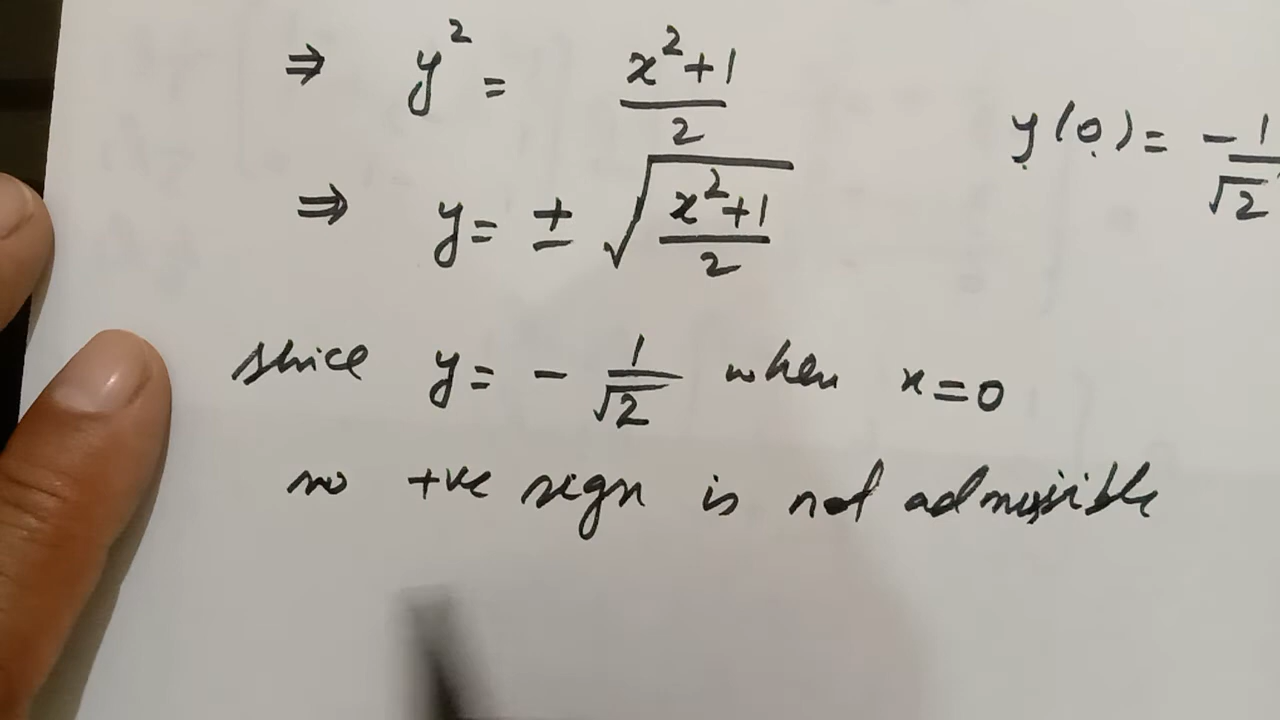 ⇒ y² = (x²+1)/2
y(0) = -1/√2
⇒ y = ± √((x²+1)/2)
since y = - 1/√2 when x = 0
so +ve sign is not admissible